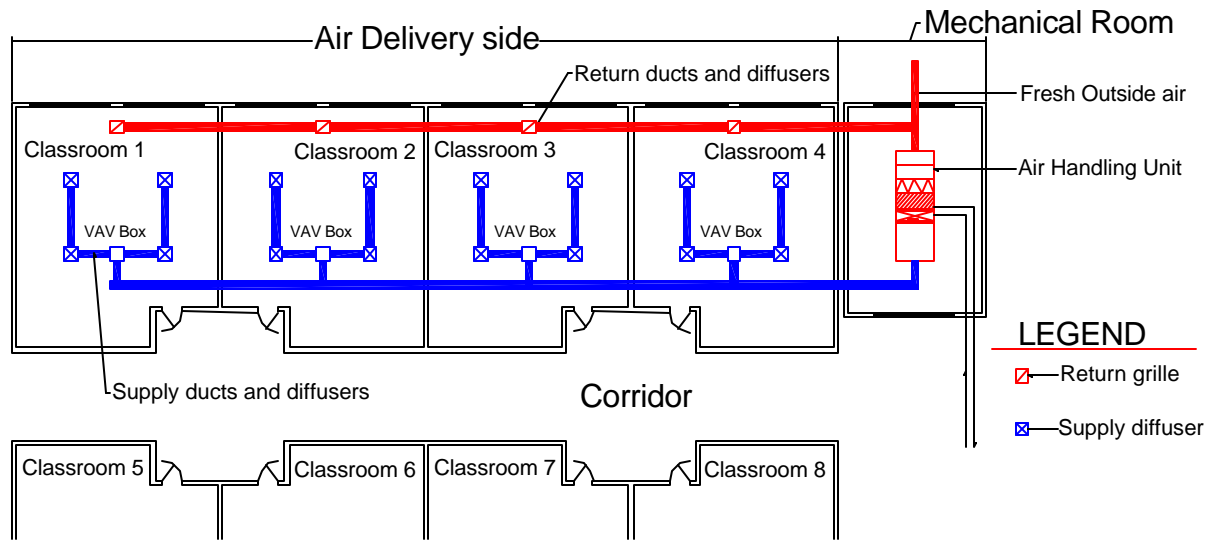 Air Delivery side
Mechanical Room
Return ducts and diffusers
Fresh Outside air
Classroom 1
Classroom 2
Classroom 3
Classroom 4
Air Handling Unit
VAV Box
VAV Box
VAV Box
VAV Box
LEGEND
Return grille
Supply ducts and diffusers
Corridor
Supply diffuser
Classroom 5
Classroom 6
Classroom 7
Classroom 8